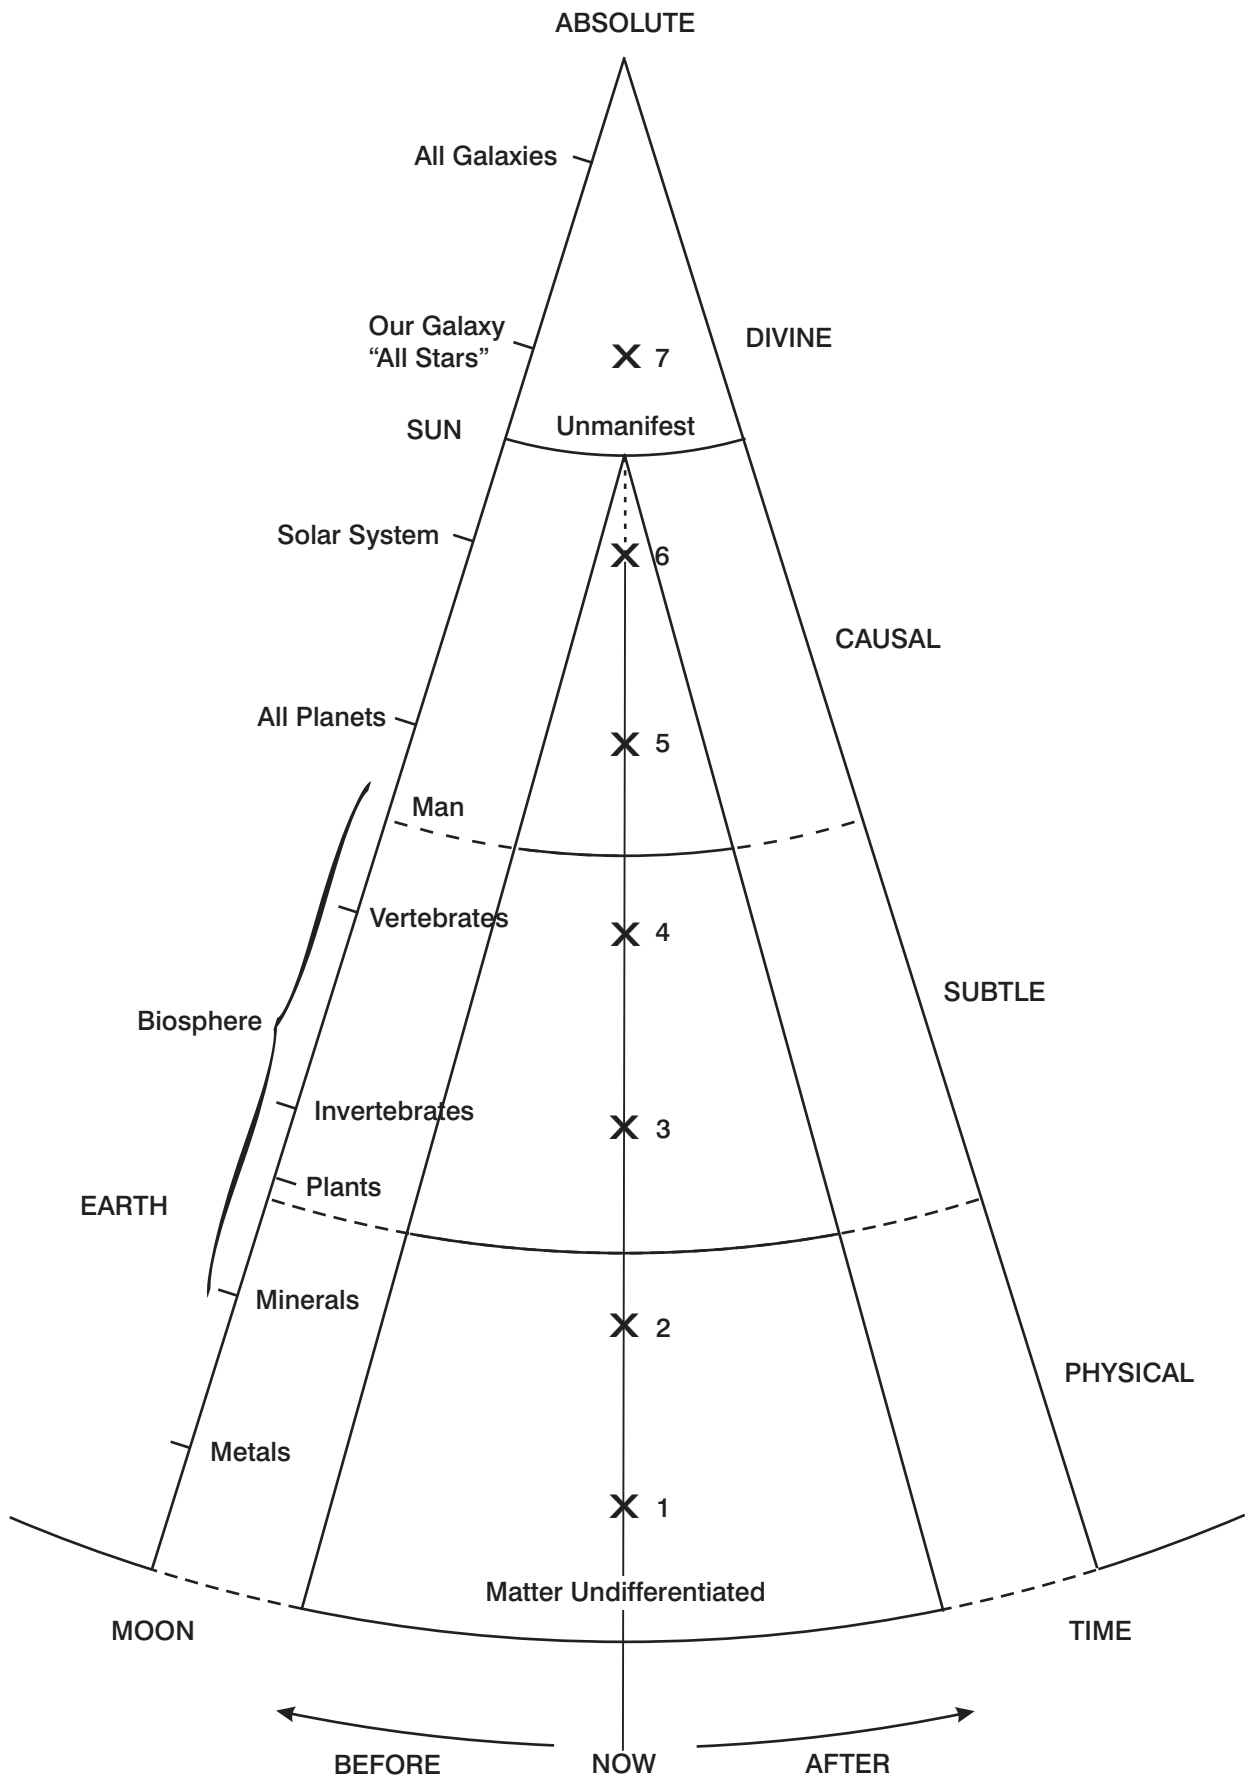 ABSOLUTE
All Galaxies
Our Galaxy
“All Stars”
7
DIVINE
SUN
Unmanifest
Solar System
6
CAUSAL
All Planets
5
Man
Vertebrates
4
SUBTLE
Biosphere
Invertebrates
3
Plants
EARTH
Minerals
2
PHYSICAL
Metals
1
Matter Undifferentiated
MOON
TIME
BEFORE
NOW
AFTER